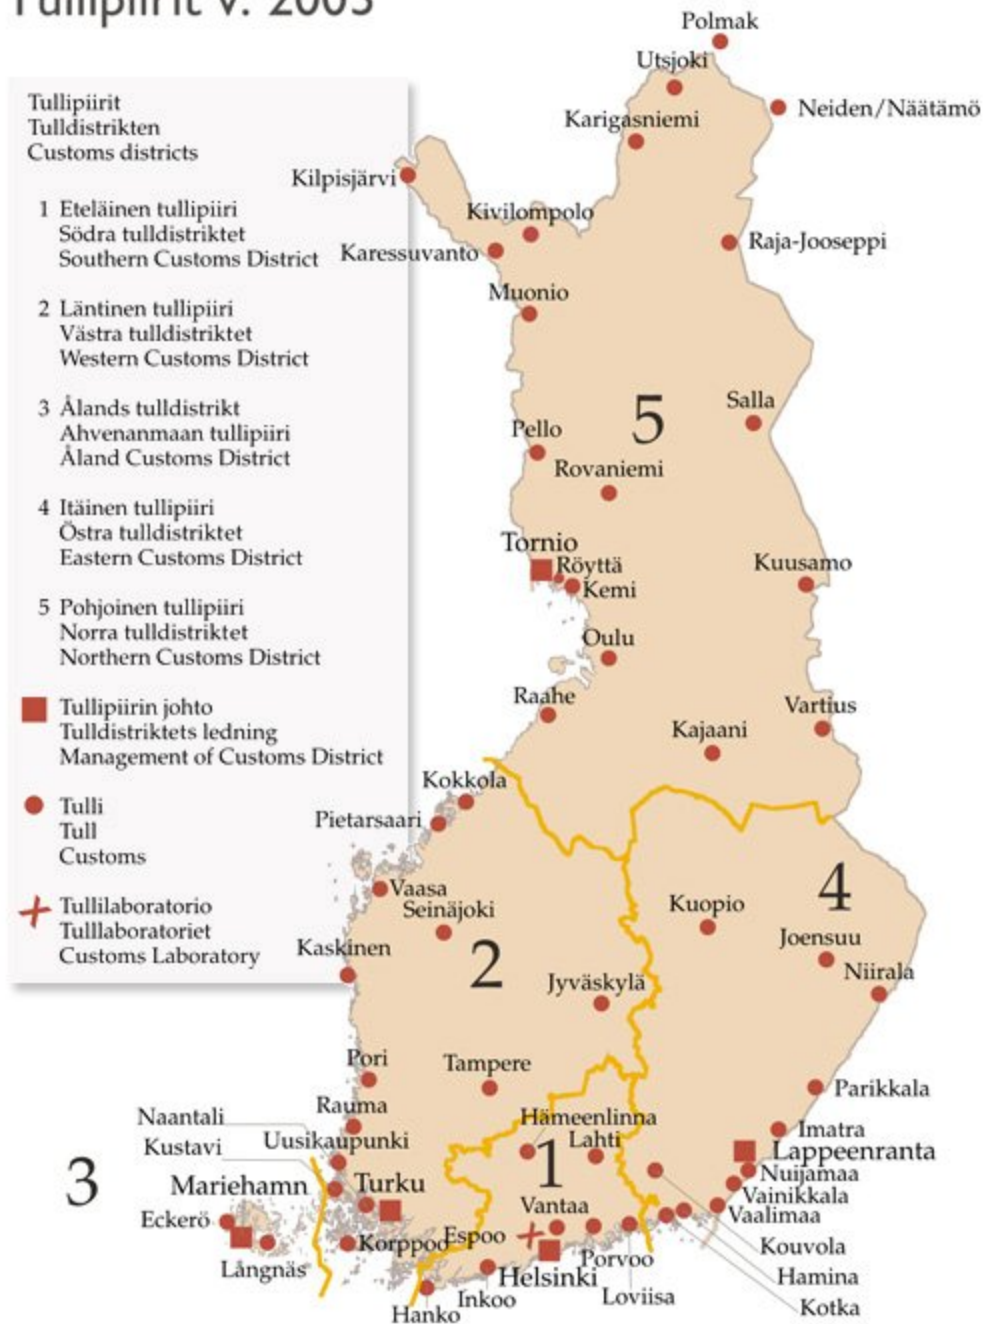 Tullipiirit v. 2005
Tullipiirit
Tulldistrikten
Customs districts
1 Eteläinen tullipiiri
Södra tulldistriktet
Southern Customs District
2 Läntinen tullipiiri
Västra tulldistriktet
Western Customs District
3 Ålands tulldistrikt
Ahvenanmaan tullipiiri
Åland Customs District
4 Itäinen tullipiiri
Östra tulldistriktet
Eastern Customs District
5 Pohjoinen tullipiiri
Norra tulldistriktet
Northern Customs District
Tullipiirin johto
Tulldistriktets ledning
Management of Customs District
Tulli
Tull
Customs
Tullilaboratorio
Tulllaboratoriet
Customs Laboratory
Polmak
Utsjoki
Neiden/Näätämö
Karigasniemi
Kilpisjärvi
Kivilompolo
Karessuvanto
Raja-Jooseppi
Muonio
Salla
5
Pello
Rovaniemi
Tornio
Röyttä
Kuusamo
Kemi
Oulu
Raahe
Vartius
Kajaani
Kokkola
Pietarsaari
4
Vaasa
Kuopio
Seinäjoki
Joensuu
Kaskinen
2
Niirala
Jyväskylä
Pori
Tampere
Parikkala
Rauma
Naantali
Hämeenlinna
Imatra
Kustavi
Uusikaupunki
Lahti
Lappeenranta
3
1
Nuijamaa
Mariehamn
Turku
Vainikkala
Vantaa
Vaalimaa
Eckerö
Espoo
Korppoo
Kouvola
Långnäs
Porvoo
Helsinki
Hamina
Inkoo
Loviisa
Kotka
Hanko